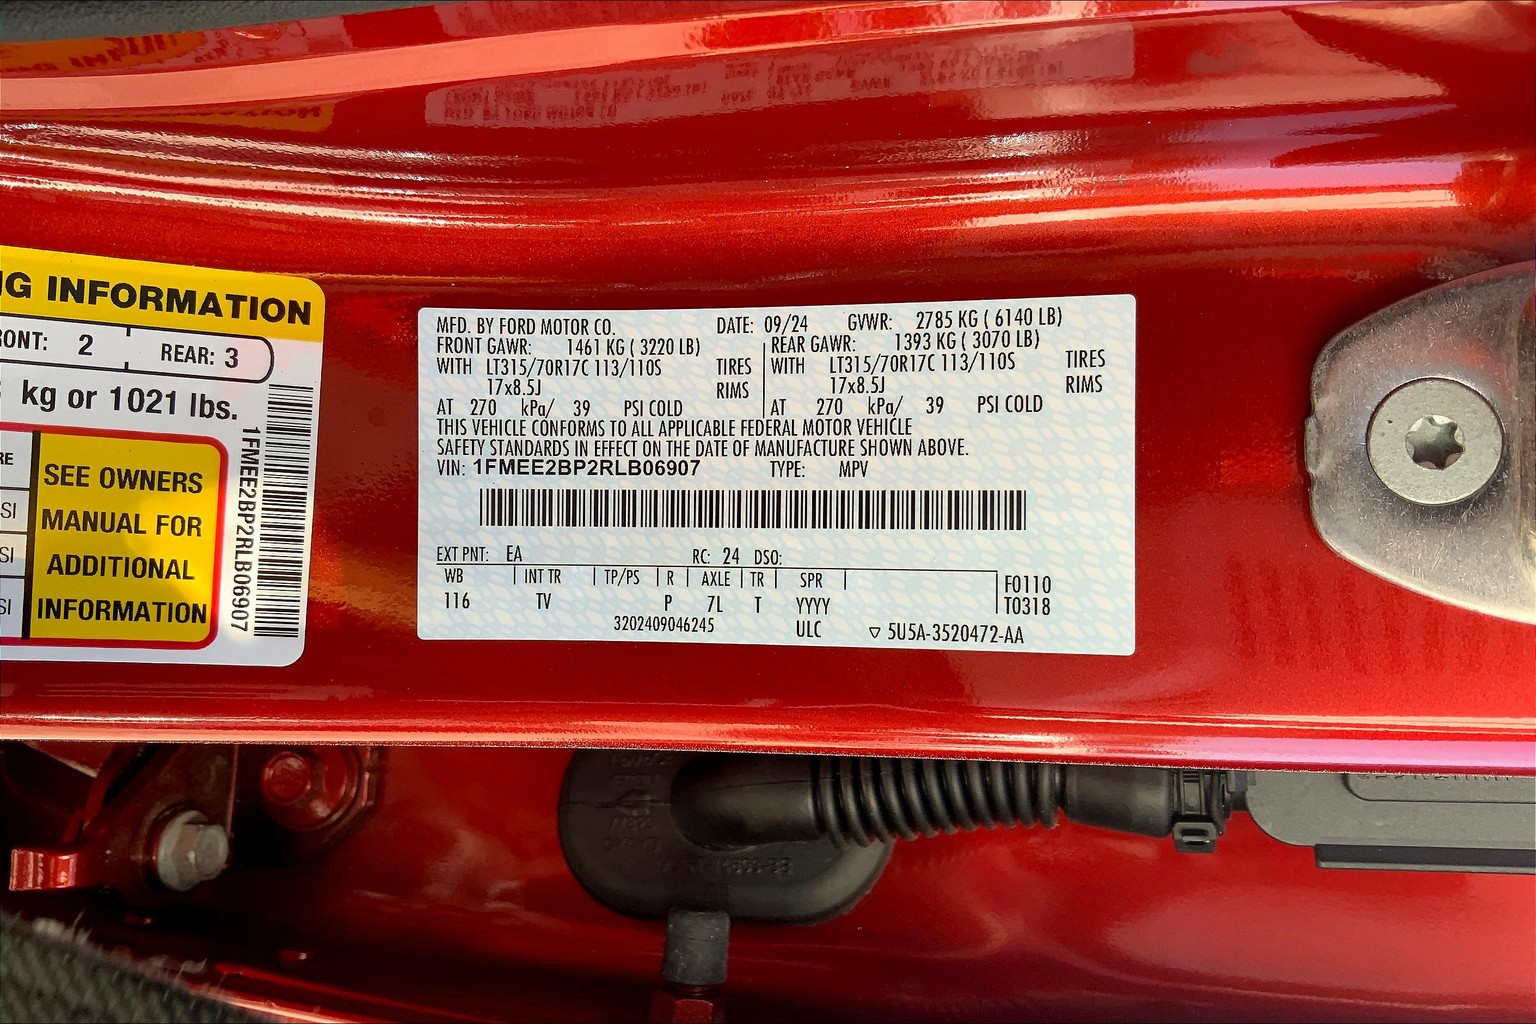 NG INFORMATION
RONT: 2 REAR: 3
kg or 1021 lbs.
RE
SI
SI
SI
SEE OWNERS
MANUAL FOR
ADDITIONAL
INFORMATION
1FMEE2BP2RLB06907
MFD. BY FORD MOTOR CO. DATE: 09/24 GVWR: 2785 KG ( 6140 LB)
FRONT GAWR: 1461 KG ( 3220 LB) REAR GAWR: 1393 KG ( 3070 LB)
WITH LT315/70R17C 113/110S TIRES WITH LT315/70R17C 113/110S TIRES
17x8.5J RIMS 17x8.5J RIMS
AT 270 kPa/ 39 PSI COLD AT 270 kPa/ 39 PSI COLD
THIS VEHICLE CONFORMS TO ALL APPLICABLE FEDERAL MOTOR VEHICLE
SAFETY STANDARDS IN EFFECT ON THE DATE OF MANUFACTURE SHOWN ABOVE.
VIN: 1FMEE2BP2RLB06907 TYPE: MPV
EXT PNT: EA RC: 24 DSO:
WB INT TR TP/PS R AXLE TR SPR F0110
116 TV P 7L T YYYY T0318
3202409046245 ULC ▽ 5U5A-3520472-AA